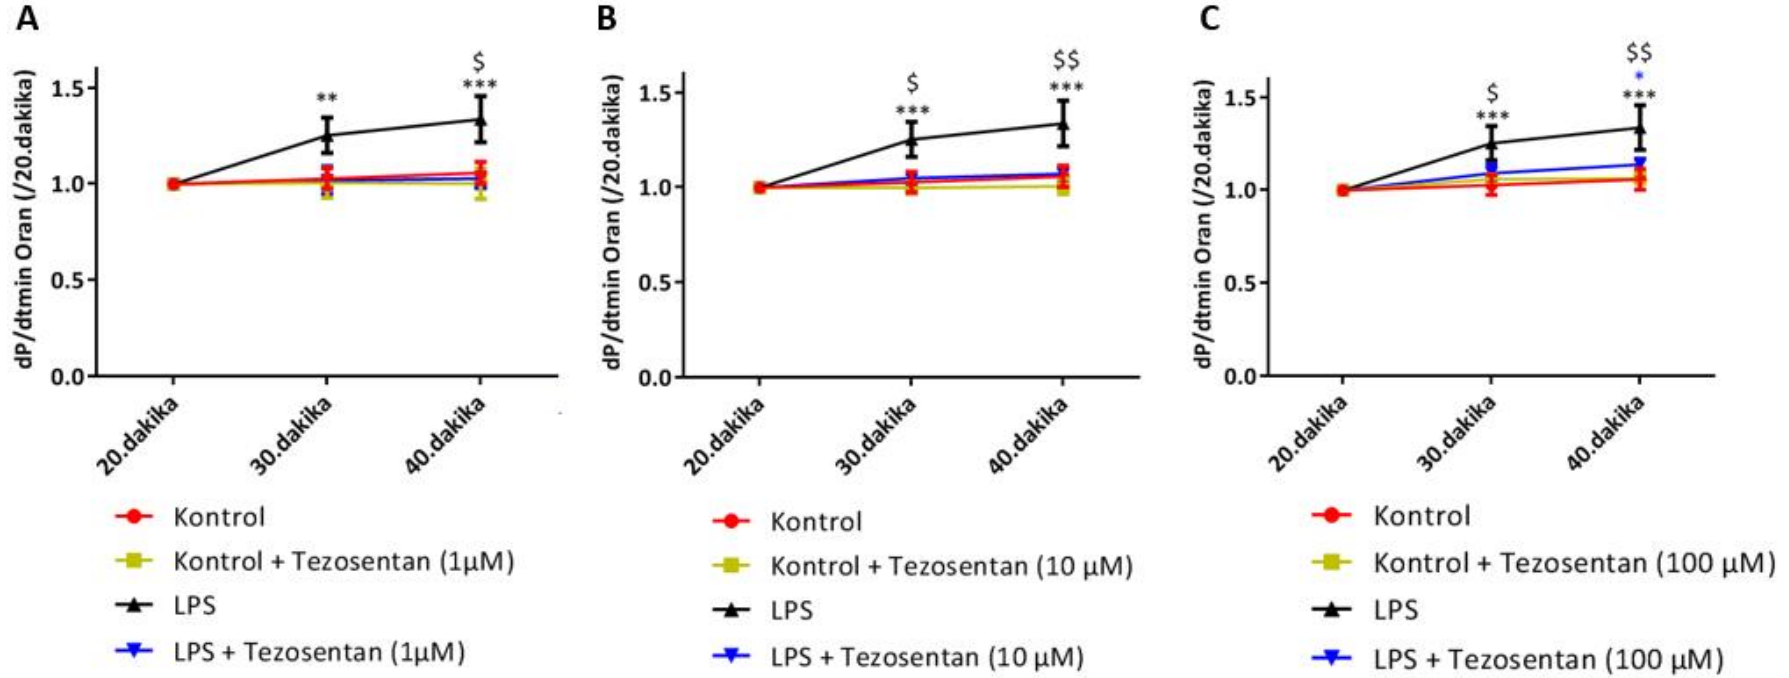 A
dP/dtmin Oran (/20.dakika)
1.5
1.0
0.5
0.0
**
$
***
20.dakika
30.dakika
40.dakika
Kontrol
Kontrol + Tezosentan (1µM)
LPS
LPS + Tezosentan (1µM)
B
dP/dtmin Oran (/20.dakika)
1.5
1.0
0.5
0.0
$
***
$$
***
20.dakika
30.dakika
40.dakika
Kontrol
Kontrol + Tezosentan (10 µM)
LPS
LPS + Tezosentan (10 µM)
C
dP/dtmin Oran (/20.dakika)
1.5
1.0
0.5
0.0
$
***
$$
*
***
20.dakika
30.dakika
40.dakika
Kontrol
Kontrol + Tezosentan (100 µM)
LPS
LPS + Tezosentan (100 µM)